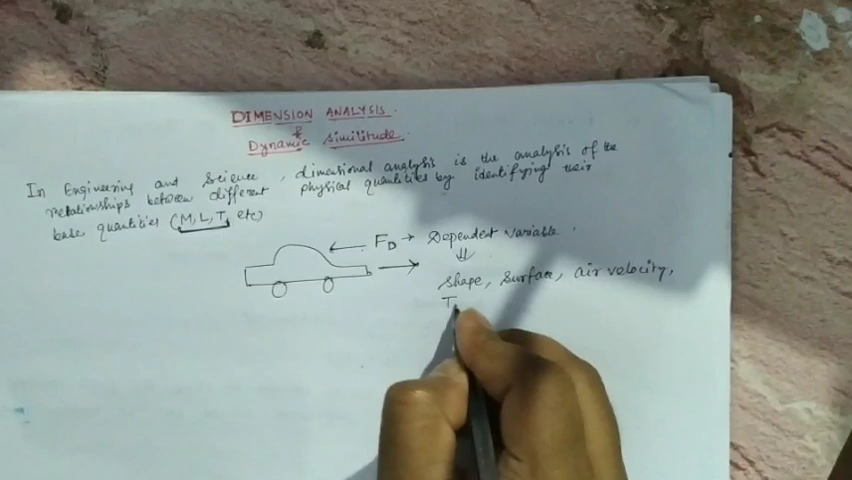 DIMENSION ANALYSIS.
&
Dynamic similitude.
In Engineering and science, dimensional analysis is the analysis of the
relationships between different physical quantities by identifying their
base quantities (M, L, T, etc)
FD → Dependent variable.
shape, surface, air velocity,
T